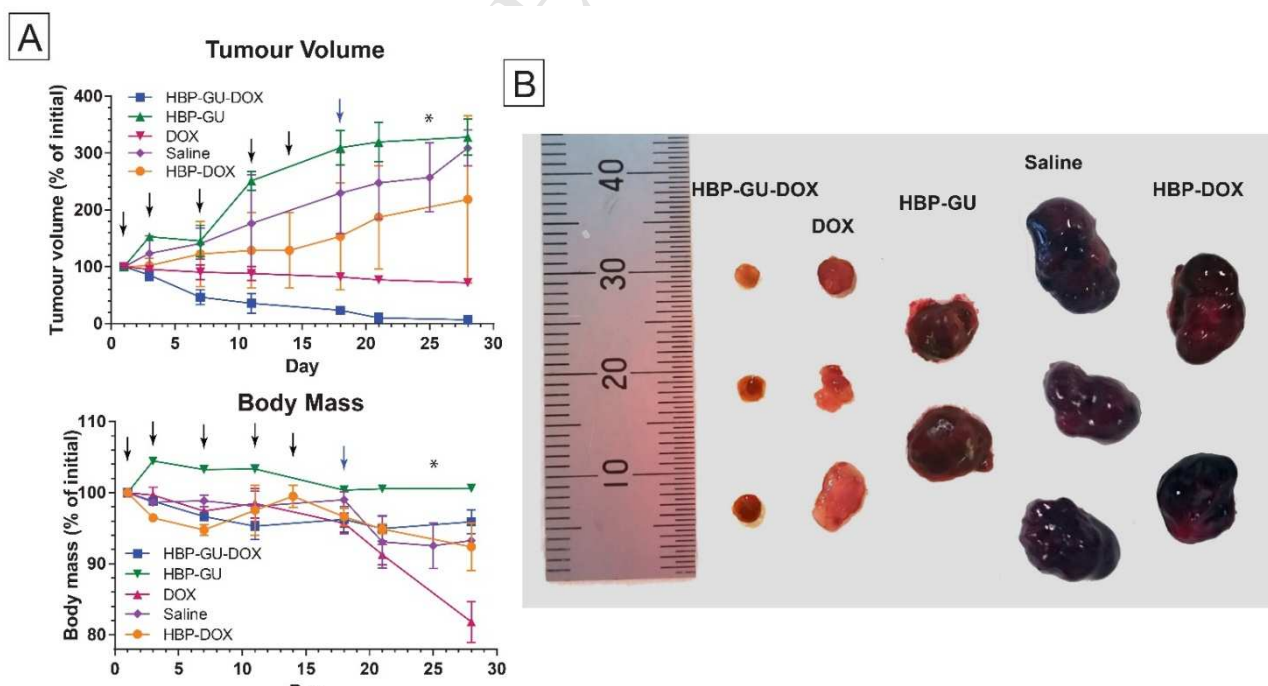 A
Tumour Volume
Tumour volume (% of initial)
400
300
200
100
0
HBP-GU-DOX
HBP-GU
DOX
Saline
HBP-DOX
*
0 5 10 15 20 25 30
Day
Body Mass
Body mass (% of initial)
110
100
90
80
*
HBP-GU-DOX
HBP-GU
DOX
Saline
HBP-DOX
0 5 10 15 20 25 30
B
HBP-GU-DOX
DOX
HBP-GU
Saline
HBP-DOX
40
30
20
10